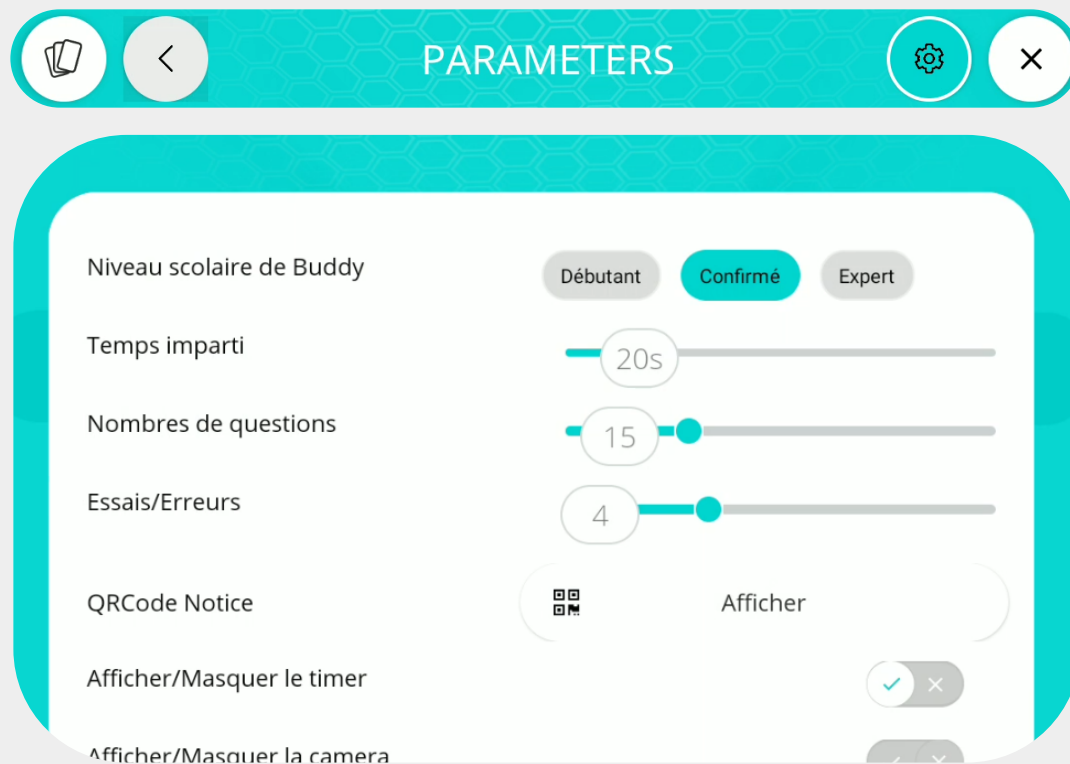 PARAMETERS
Niveau scolaire de Buddy
Débutant
Confirmé
Expert
Temps imparti
20s
Nombres de questions
15
Essais/Erreurs
4
QRCode Notice
Afficher
Afficher/Masquer le timer
Afficher/Masquer la camera